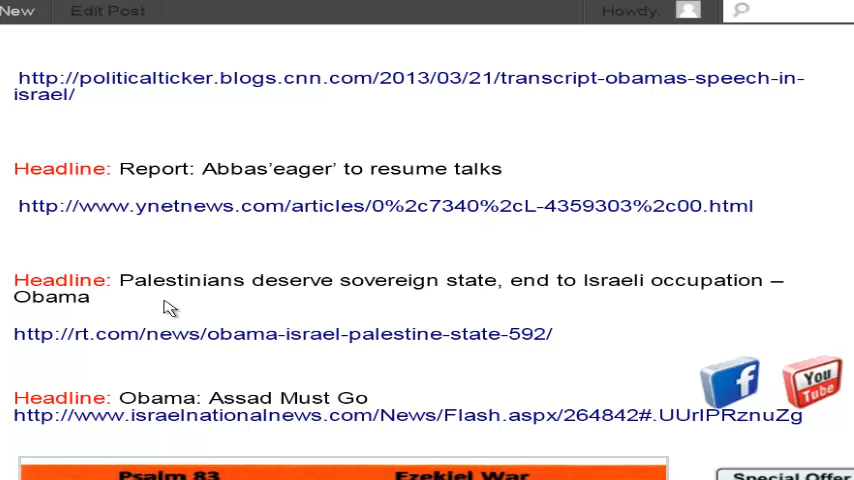 New Edit Post Howdy,
http://politicalticker.blogs.cnn.com/2013/03/21/transcript-obamas-speech-in-
israel/
Headline: Report: Abbas'eager' to resume talks
http://www.ynetnews.com/articles/0%2c7340%2cL-4359303%2c00.html
Headline: Palestinians deserve sovereign state, end to Israeli occupation –
Obama
http://rt.com/news/obama-israel-palestine-state-592/
Headline: Obama: Assad Must Go
http://www.israelnationalnews.com/News/Flash.aspx/264842#.UUrIPRznuZg
You
Tube
Psalm 83 Ezekiel War
Special Offer